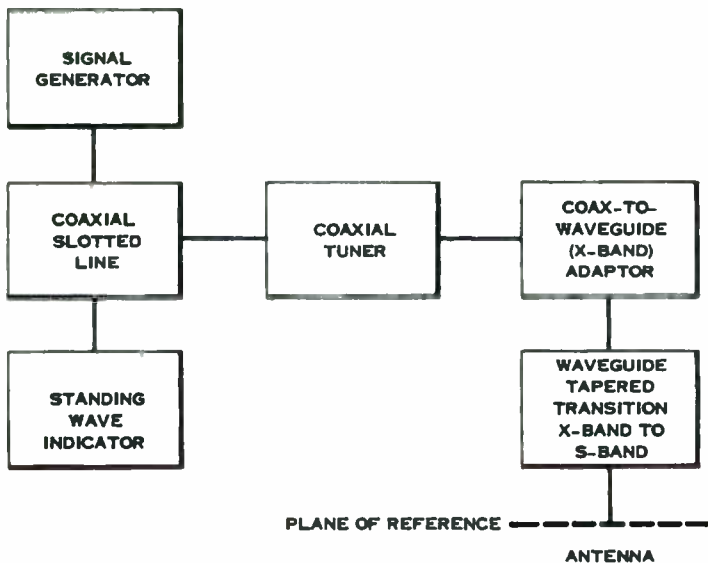 SIGNAL
GENERATOR
COAXIAL
SLOTTED
LINE
COAXIAL
TUNER
COAX-TO-
WAVEGUIDE
(X-BAND)
ADAPTOR
STANDING
WAVE
INDICATOR
WAVEGUIDE
TAPERED
TRANSITION
X-BAND TO
S-BAND
PLANE OF REFERENCE
ANTENNA